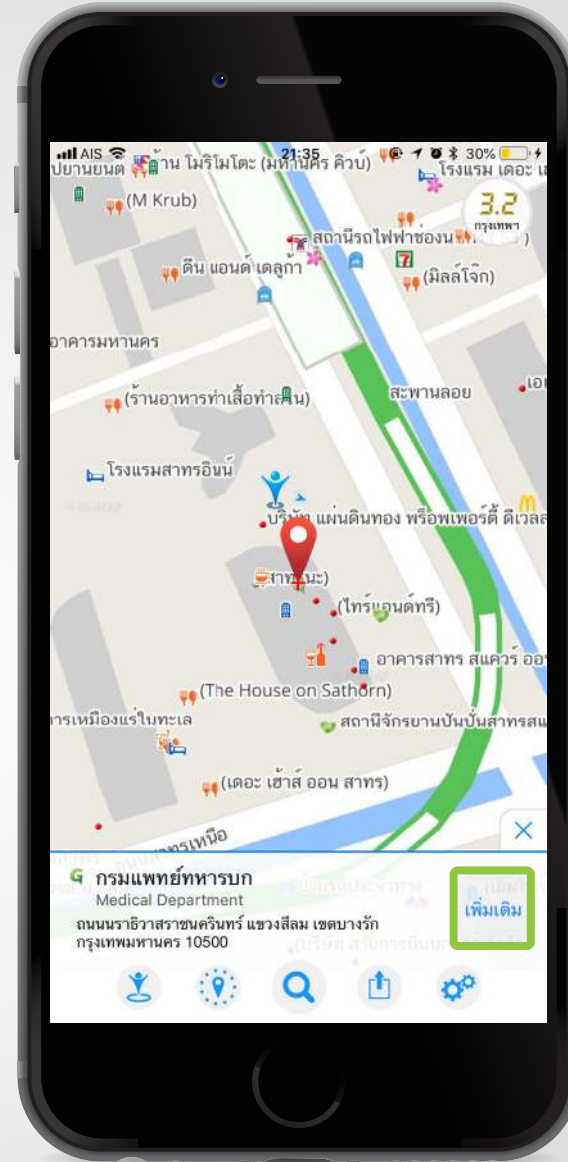 AIS 21:35 30%
ปยานยนต์
้าน โมริโมโตะ (มหานคร คิวบ์)
โรงแรม เดอะ
(M Krub)
3.2
กรุงเทพฯ
สถานีรถไฟฟ้าช่องน
7
ดีน แอนด์ เดลูก้า
(มิลล์โจ๊ก)
อาคารมหานคร
(ร้านอาหารท่าเสื้อทำ
สะพานลอย
เอ
โรงแรมสาทรอินน์
บริษัท แผ่นดินทอง พร็อพเพอร์ตี้ ดีเวลล
(ไทร์แอนด์ทรี)
อาคารสาทร สแควร์ ออ
(The House on Sathorn)
ารเหมืองแร่ในทะเล
สถานีจักรยานปันปั่นสาทรสแ
(เดอะ เฮ้าส์ ออน สาทร)
กรมแพทย์ทหารบก
Medical Department
เพิ่มเติม
ถนนนราธิวาสราชนครินทร์ แขวงสีลม เขตบางรัก
กรุงเทพมหานคร 10500